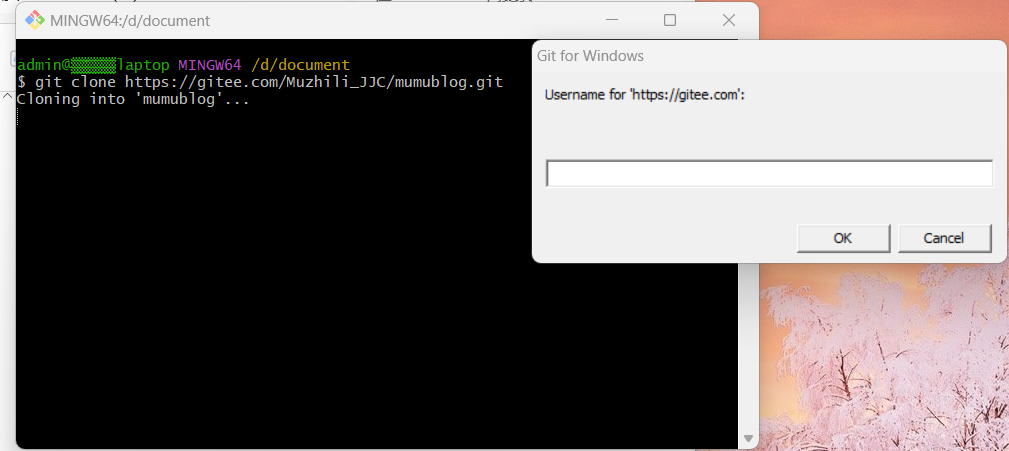 MINGW64:/d/document
admin@laptop MINGW64 /d/document
$ git clone https://gitee.com/Muzhili_JJC/mumublog.git
Cloning into 'mumublog'...
Git for Windows
Username for 'https://gitee.com':
OK
Cancel